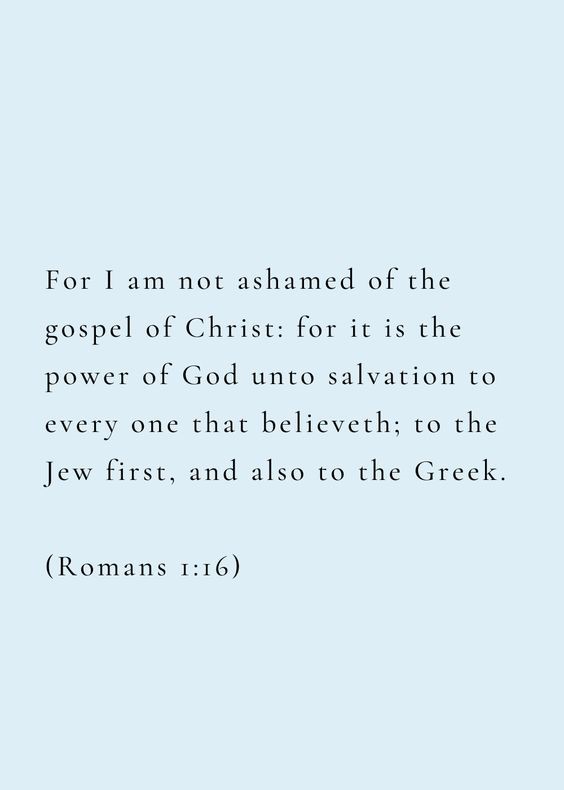 For I am not ashamed of the
gospel of Christ: for it is the
power of God unto salvation to
every one that believeth; to the
Jew first, and also to the Greek.
(Romans 1:16)